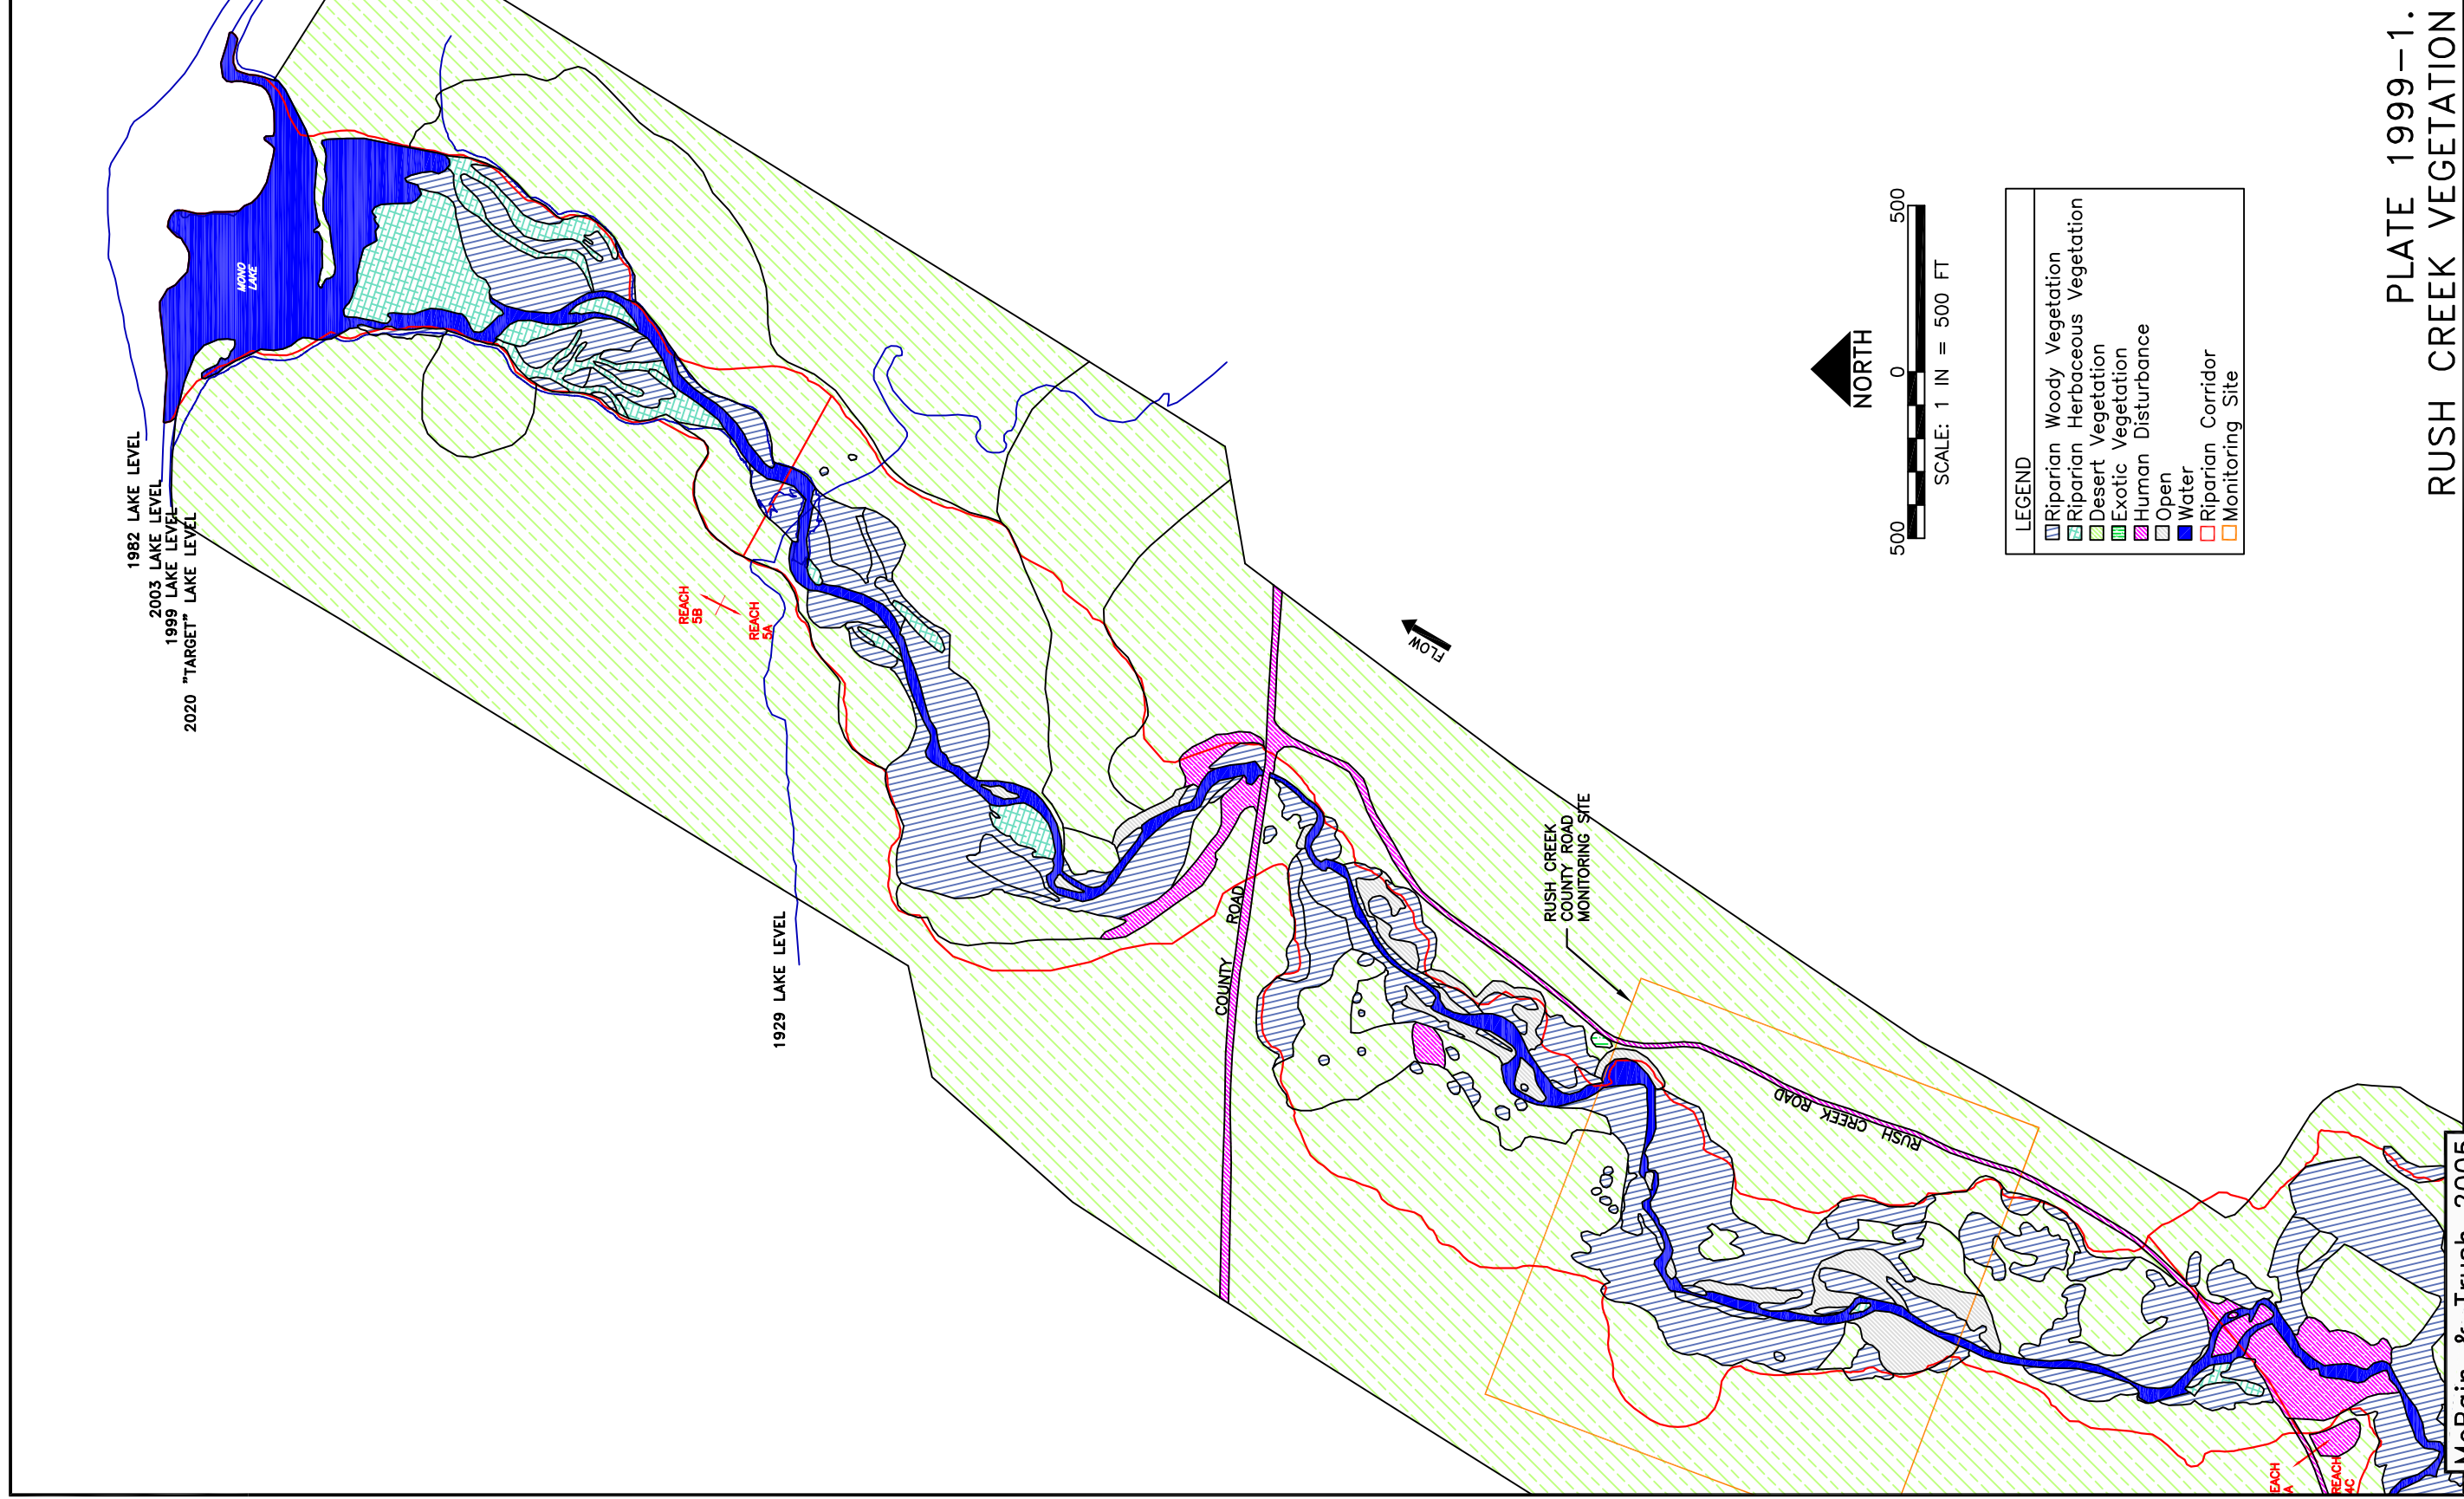 PLATE 1999-1.
RUSH CREEK VEGETATION
MONO
LAKE
1982 LAKE LEVEL
2003 LAKE LEVEL
1999 LAKE LEVEL
2020 "TARGET" LAKE LEVEL
REACH
5B
REACH
5A
1929 LAKE LEVEL
COUNTY ROAD
FLOW
RUSH CREEK
COUNTY ROAD
MONITORING SITE
RUSH CREEK ROAD
NORTH
500 0 500
SCALE: 1 IN = 500 FT
LEGEND
Riparian Woody Vegetation
Riparian Herbaceous Vegetation
Desert Vegetation
Exotic Vegetation
Human Disturbance
Open
Water
Riparian Corridor
Monitoring Site
EACH
A
REACH
4C
& Trush 2005